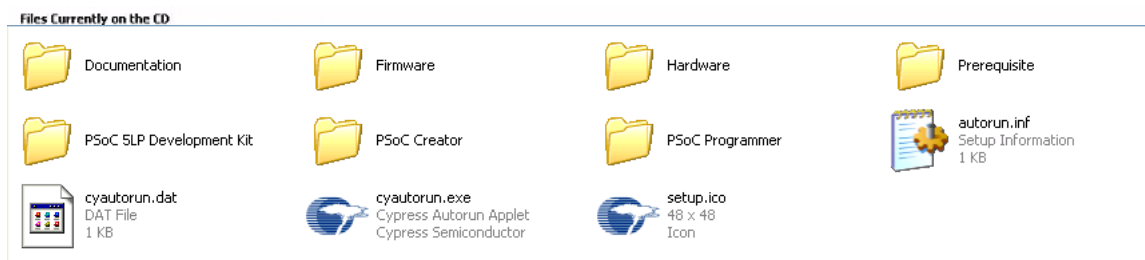 Files Currently on the CD
Documentation
Firmware
Hardware
Prerequisite
PSoC 5LP Development Kit
PSoC Creator
PSoC Programmer
autorun.inf
Setup Information
1 KB
cyautorun.dat
DAT File
1 KB
cyautorun.exe
Cypress Autorun Applet
Cypress Semiconductor
setup.ico
48 x 48
Icon